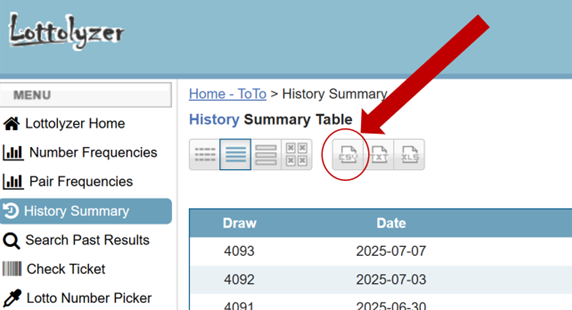 Lottolyzer
MENU
Lottolyzer Home
Number Frequencies
Pair Frequencies
History Summary
Search Past Results
Check Ticket
Lotto Number Picker
Home - ToTo > History Summary
History Summary Table
CSV TXT XLS
Draw Date
4093 2025-07-07
4092 2025-07-03
4091 2025-06-30